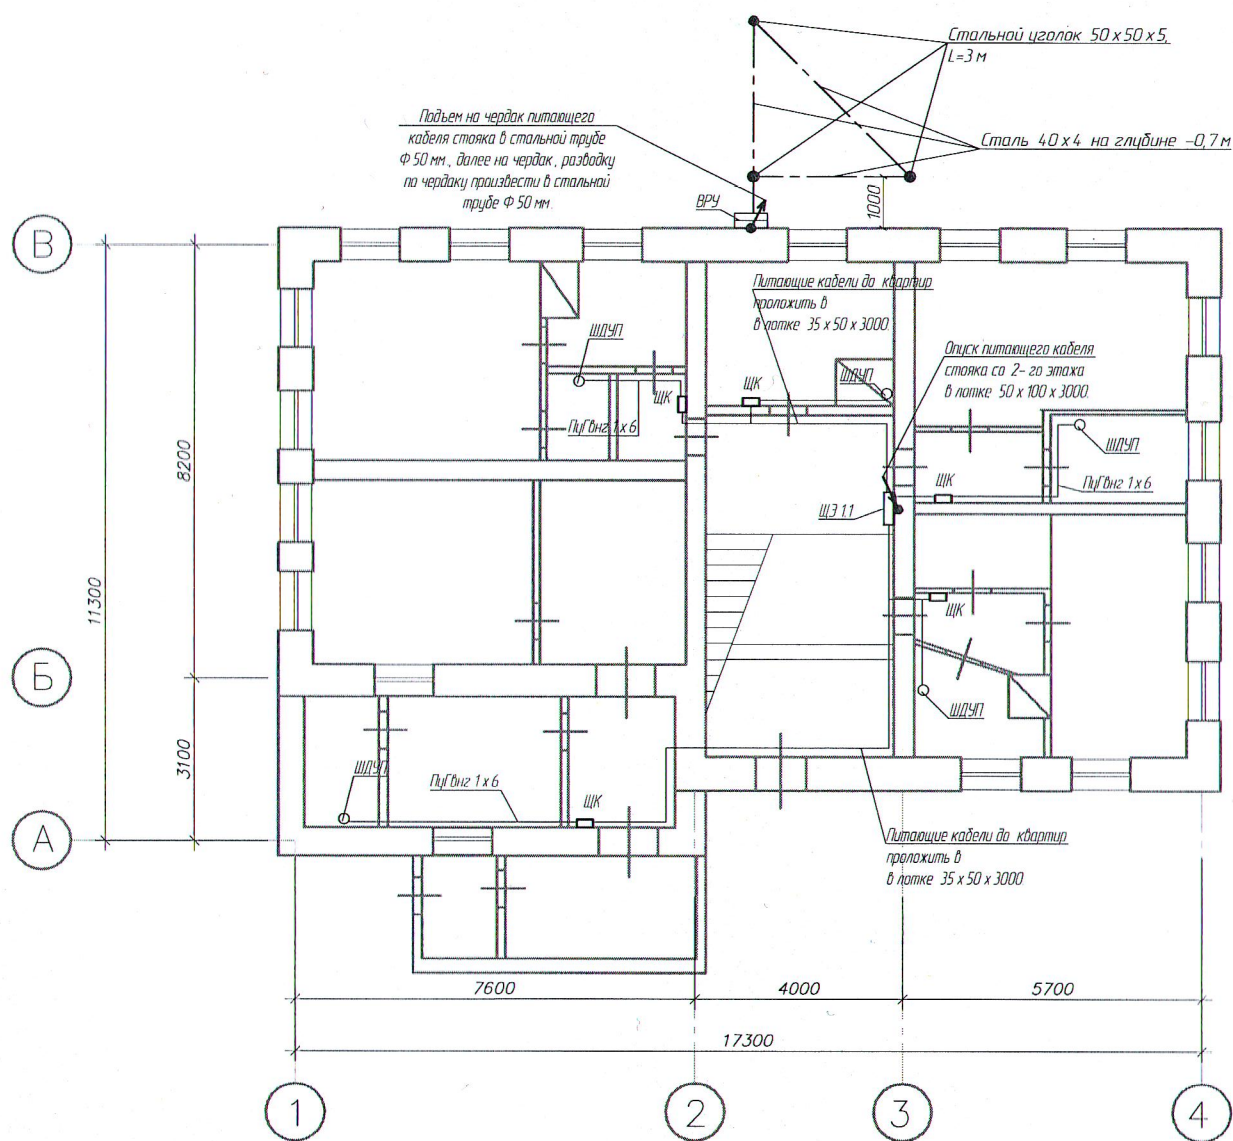 Стальной уголок 50 х 50 х 5,
L=3 м
Подъем на чердак питающего
кабеля стояка в стальной трубе
Ф 50 мм, далее на чердак, разводку
по чердаку произвести в стальной
трубе Ф 50 мм.
Сталь 40 х 4 на глубине -0,7 м
ВРУ
1000
В
Питающие кабели до квартир
проложить в
в лотке 35 х 50 х 3000.
ШДУП
Опуск питающего кабеля
стояка со 2- го этажа
в лотке 50 х 100 х 3000.
ЩК
ЩК
ШДУП
ПуГвнг 1 х 6
ШДУП
8200
ЩК
ПуГвнг 1 х 6
ЩЭ 1.1
11300
ЩК
Б
ШДУП
3100
ШДУП
ПуГвнг 1 х 6
ЩК
А
Питающие кабели до квартир
проложить в
в лотке 35 х 50 х 3000.
7600
4000
5700
17300
1
2
3
4